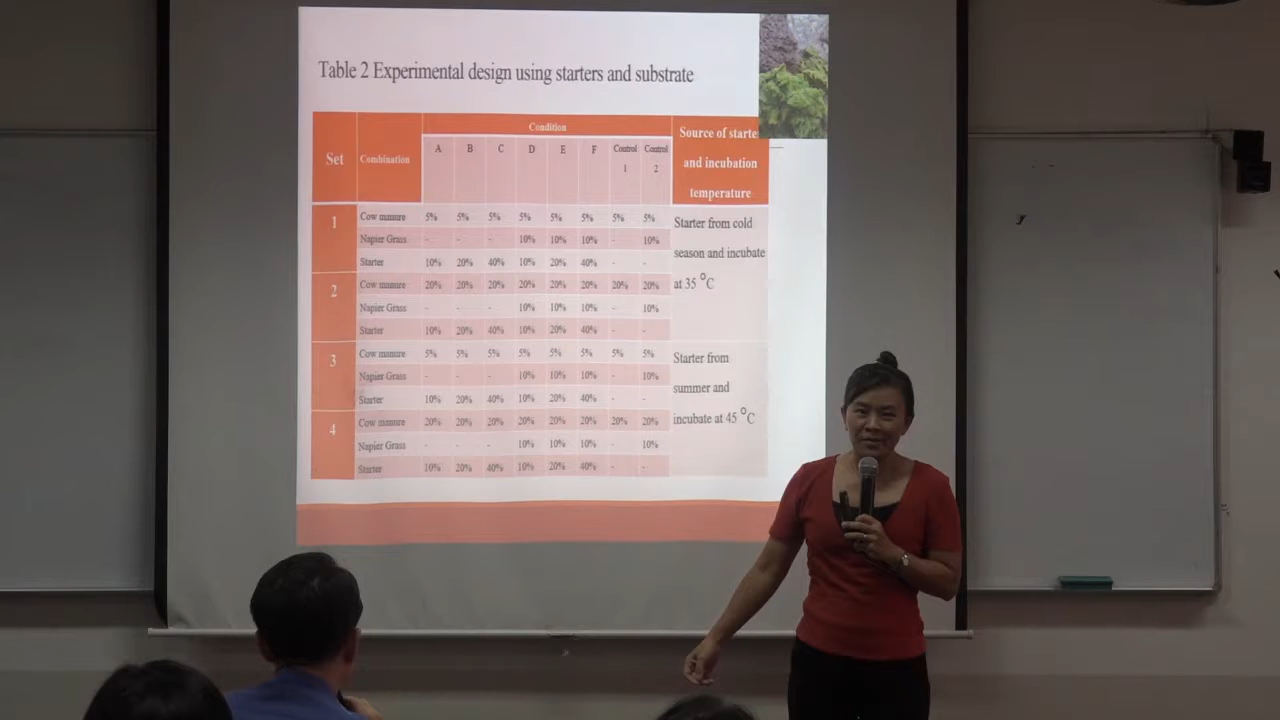 Table 2 Experimental design using starters and substrate
Set Combination Condition Source of starte
and incubation
temperature
A B C D E F Control 1 Control 2
1 Cow manure 5% 5% 5% 5% 5% 5% 5% 5% Starter from cold
Napier Grass - - - 10% 10% 10% - 10% season and incubate
Starter 10% 20% 40% 10% 20% 40% - - at 35 °C
2 Cow manure 20% 20% 20% 20% 20% 20% 20% 20%
Napier Grass - - - 10% 10% 10% - 10%
Starter 10% 20% 40% 10% 20% 40% - -
3 Cow manure 5% 5% 5% 5% 5% 5% 5% 5% Starter from
Napier Grass - - - 10% 10% 10% - 10% summer and
Starter 10% 20% 40% 10% 20% 40% - - incubate at 45 °C
4 Cow manure 20% 20% 20% 20% 20% 20% 20% 20%
Napier Grass - - - 10% 10% 10% - 10%
Starter 10% 20% 40% 10% 20% 40% - -